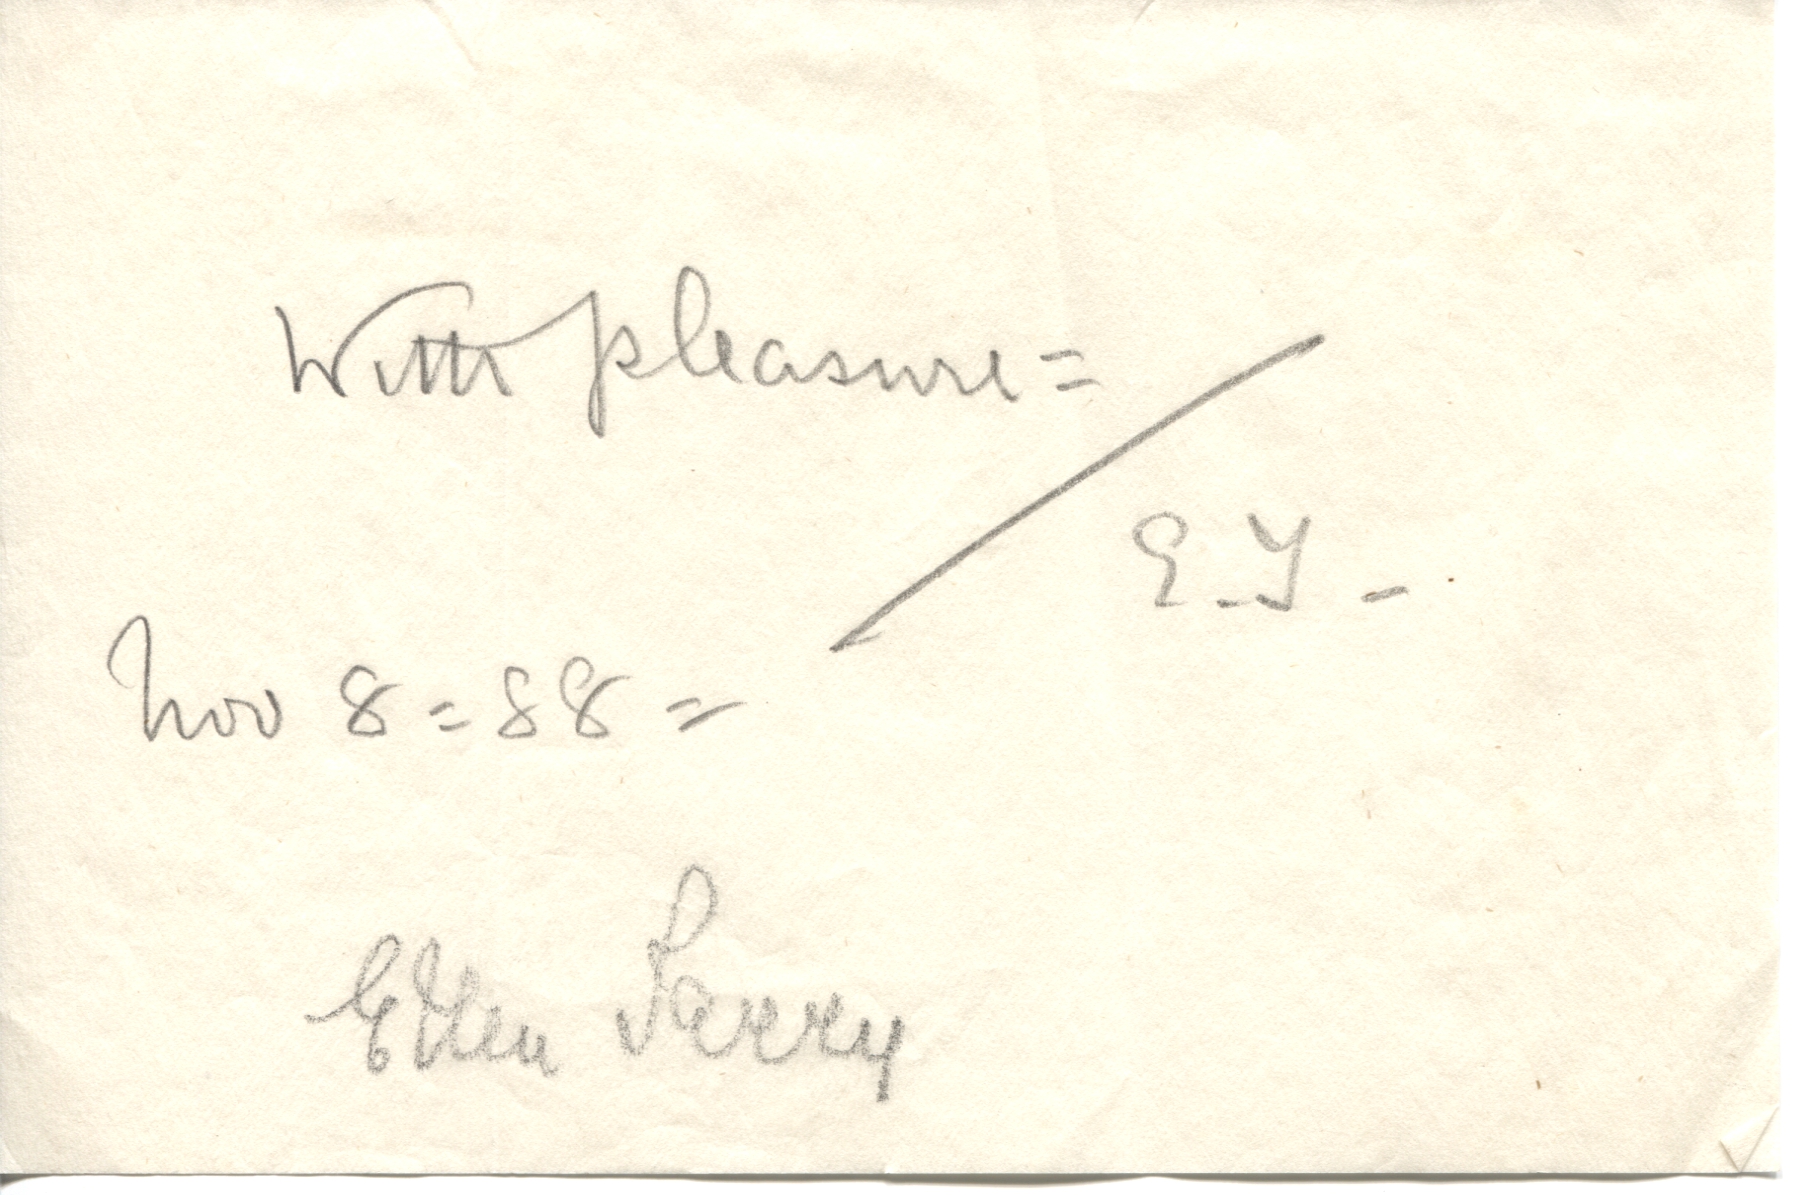 With pleasure =
E. T -
Nov 8 = 88 =
Ellen Terry